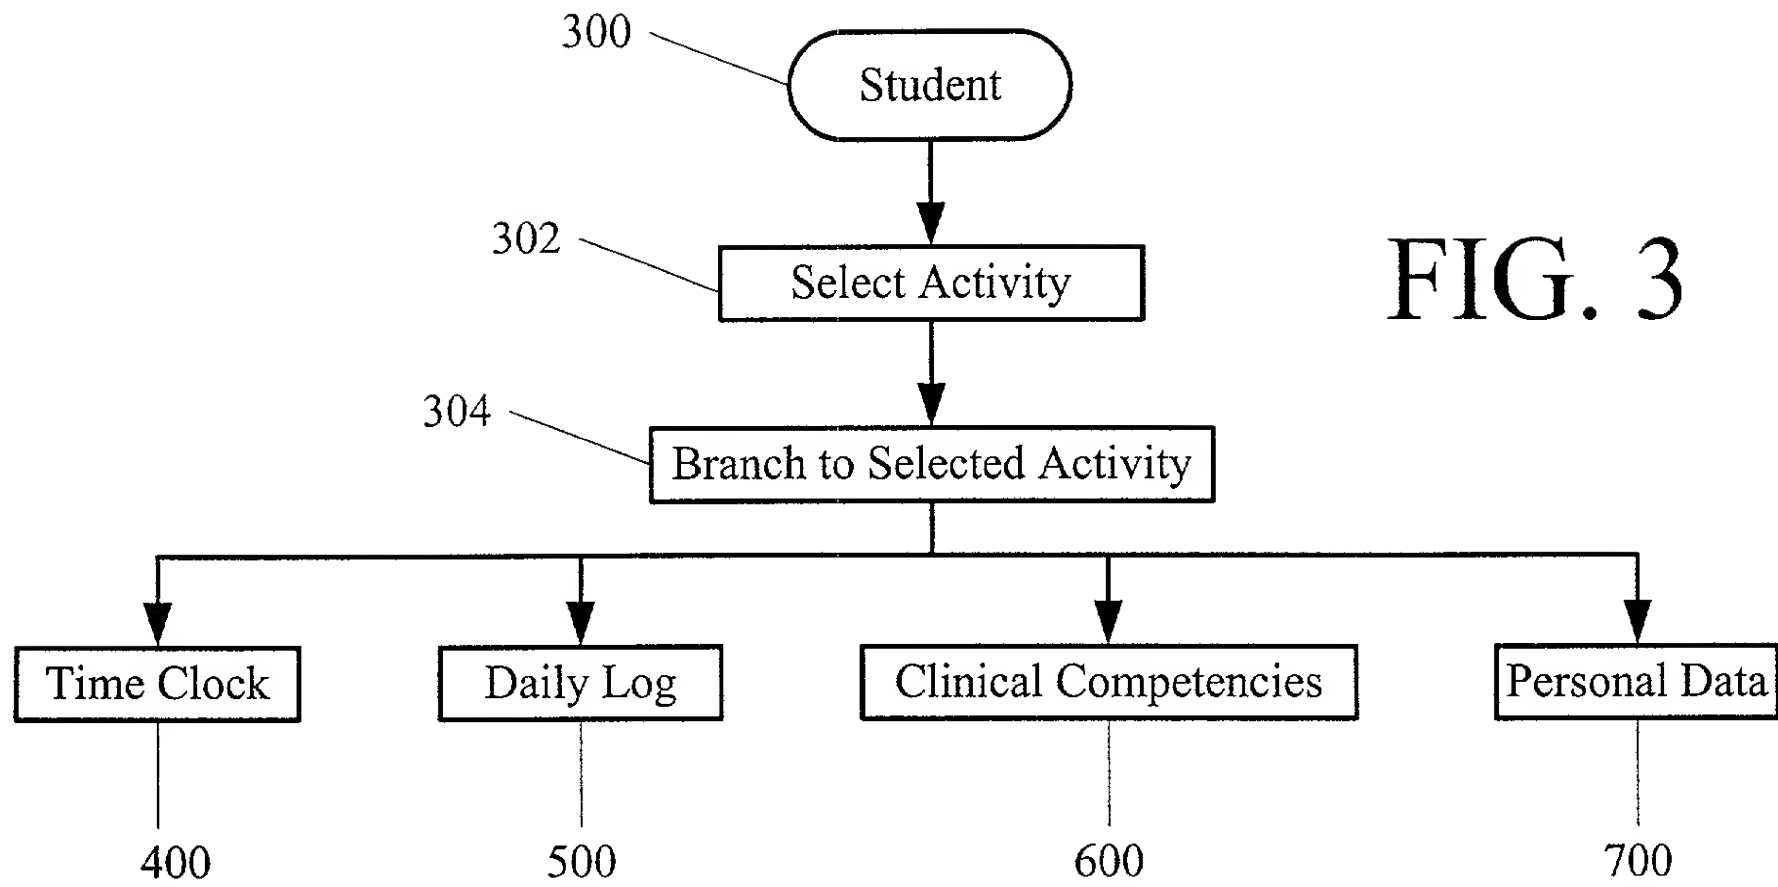 300
Student
302
Select Activity
FIG. 3
304
Branch to Selected Activity
Time Clock
Daily Log
Clinical Competencies
Personal Data
400
500
600
700